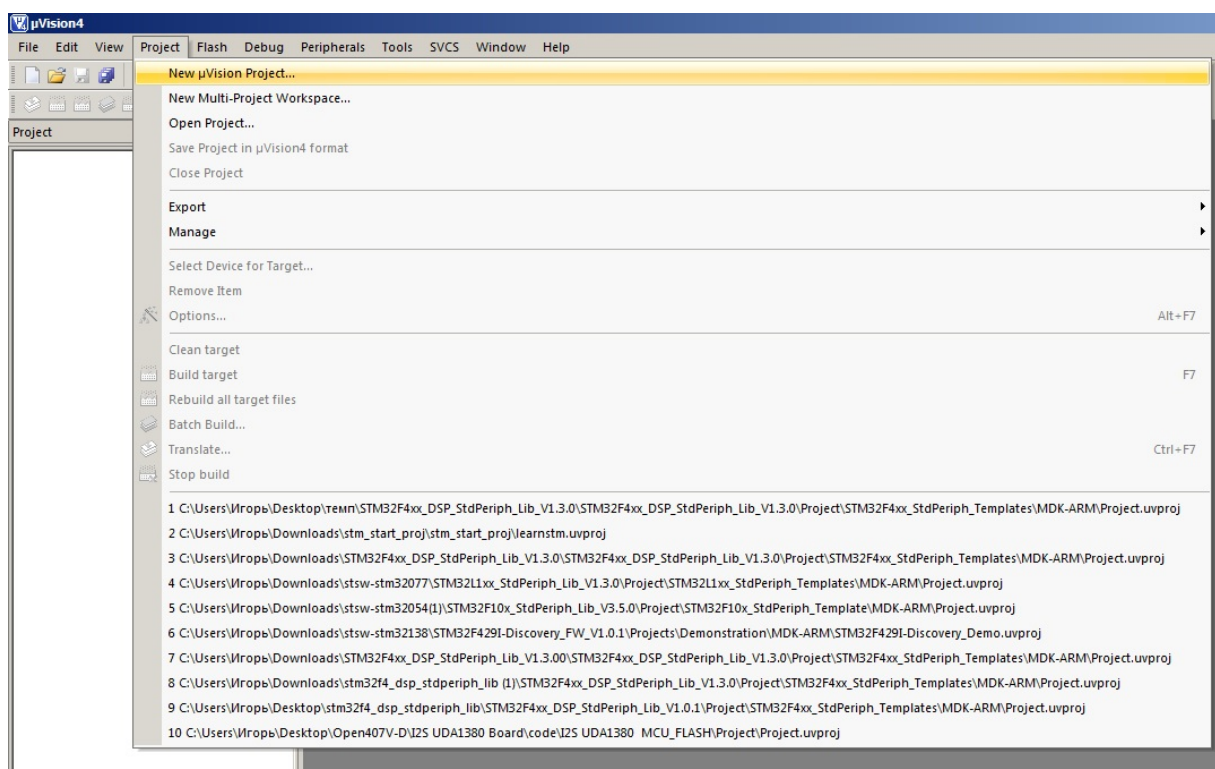 µVision4
File Edit View Project Flash Debug Peripherals Tools SVCS Window Help
New µVision Project...
New Multi-Project Workspace...
Project
Open Project...
Save Project in µVision4 format
Close Project
Export
Manage
Select Device for Target...
Remove Item
Options... Alt+F7
Clean target
Build target F7
Rebuild all target files
Batch Build...
Translate... Ctrl+F7
Stop build
1 C:\Users\Игорь\Desktop\темп\STM32F4xx_DSP_StdPeriph_Lib_V1.3.0\STM32F4xx_DSP_StdPeriph_Lib_V1.3.0\Project\STM32F4xx_StdPeriph_Templates\MDK-ARM\Project.uvproj
2 C:\Users\Игорь\Downloads\stm_start_proj\stm_start_proj\learnstm.uvproj
3 C:\Users\Игорь\Downloads\STM32F4xx_DSP_StdPeriph_Lib_V1.3.0\STM32F4xx_DSP_StdPeriph_Lib_V1.3.0\Project\STM32F4xx_StdPeriph_Templates\MDK-ARM\Project.uvproj
4 C:\Users\Игорь\Downloads\stsw-stm32077\STM32L1xx_StdPeriph_Lib_V1.3.0\Project\STM32L1xx_StdPeriph_Templates\MDK-ARM\Project.uvproj
5 C:\Users\Игорь\Downloads\stsw-stm32054(1)\STM32F10x_StdPeriph_Lib_V3.5.0\Project\STM32F10x_StdPeriph_Template\MDK-ARM\Project.uvproj
6 C:\Users\Игорь\Downloads\stsw-stm32138\STM32F429I-Discovery_FW_V1.0.1\Projects\Demonstration\MDK-ARM\STM32F429I-Discovery_Demo.uvproj
7 C:\Users\Игорь\Downloads\STM32F4xx_DSP_StdPeriph_Lib_V1.3.00\STM32F4xx_DSP_StdPeriph_Lib_V1.3.0\Project\STM32F4xx_StdPeriph_Templates\MDK-ARM\Project.uvproj
8 C:\Users\Игорь\Downloads\stm32f4_dsp_stdperiph_lib (1)\STM32F4xx_DSP_StdPeriph_Lib_V1.3.0\Project\STM32F4xx_StdPeriph_Templates\MDK-ARM\Project.uvproj
9 C:\Users\Игорь\Desktop\stm32f4_dsp_stdperiph_lib\STM32F4xx_DSP_StdPeriph_Lib_V1.0.1\Project\STM32F4xx_StdPeriph_Templates\MDK-ARM\Project.uvproj
10 C:\Users\Игорь\Desktop\Open407V-D\I2S UDA1380 Board\code\I2S UDA1380 MCU_FLASH\Project\Project.uvproj